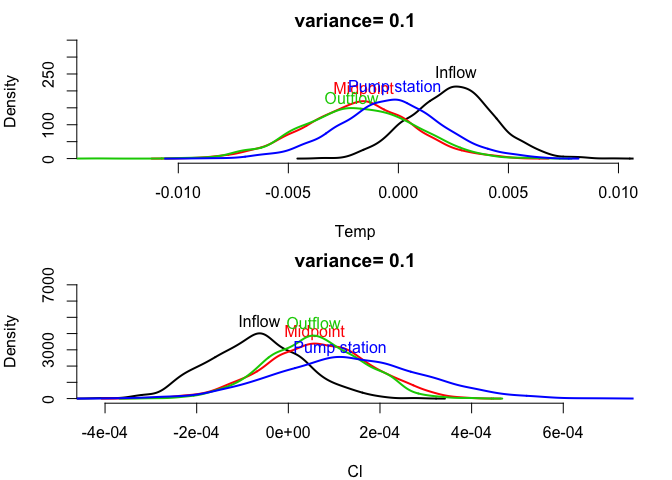 variance= 0.1
Density
250
100
0
Inflow
Pump station
Midpoint
Outflow
-0.010 -0.005 0.000 0.005 0.010
Temp
variance= 0.1
Density
7000
3000
0
Inflow
Outflow
Midpoint
Pump station
-4e-04 -2e-04 0e+00 2e-04 4e-04 6e-04
Cl